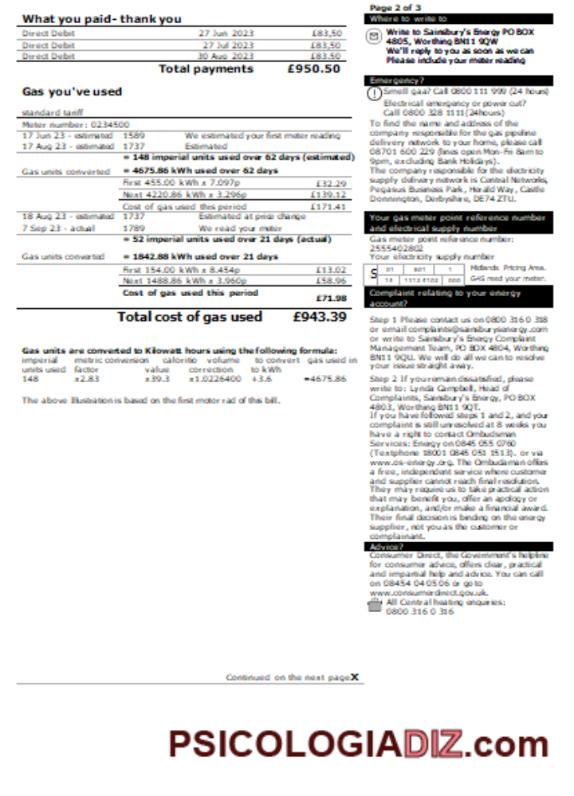 What you paid- thank you
Direct Debit 27 Jun 2023 £83,50
Direct Debit 27 Jul 2023 £83,50
Direct Debit 30 Aug 2023 £83.50
Total payments £950.50
Gas you've used
standard tariff
Meter number: 0234500
17 Jun 23 - estimated 1589 We estimated your first meter reading
17 Aug 23 - estimated 1737 Estimated
= 148 imperial units used over 62 days (estimated)
Gas units converted = 4675.86 kWh used over 62 days
First 455.00 kWh x 7.097p £32.29
Next 4220.86 kWh x 3.296p £139.12
Cost of gas used this period £171.41
18 Aug 23 - estimated 1737 Estimated at price change
7 Sep 23 - actual 1789 We read your meter
= 52 imperial units used over 21 days (actual)
Gas units converted = 1842.88 kWh used over 21 days
First 154.00 kWh x 8.454p £13.02
Next 1488.86 kWh x 3.960p £58.96
Cost of gas used this period £71.98
Total cost of gas used £943.39
Gas units are converted to Kilowatt hours using the following formula:
imperial metric conversion calorific volume to convert gas used in
units used factor value correction to kWh
148 x2.83 x39.3 x1.0226400 +3.6 =4675.86
The above Illustration is based on the first motor rad of this bill.
Continued on the next pageX
Page 2 of 3
Where to write to
Write to Sainsbury's Energy PO BOX
4805, Worthing BN11 9QW
We'll reply to you as soon as we can
Please include your meter reading
Emergency?
Smell gaa? Call 0800 111 999 (24 hours)
Electrical emergency or power cut?
Call 0800 328 1111(24hours)
To find the name and address of the
company responsible for the gas pipeline
delivery network to your home, please call
08701 600 229 (lines open Mon-Fri 8am to
9pm, excluding Bank Holidays).
The company responsible for the electricity
supply delivery network is Central Networks,
Pegasus Business Park, Herald Way, Castle
Donnington, Derbyshire, DE74 2TU.
Your gas meter point reference number
and electrical supply number
Gas meter point reference number:
2555402802
Your electricity supply number
S 01 801 1 Midlands Pricing Area.
14 000 GAS read your meter.
Complaint relating to your energy
account?
Step 1 Please contact us on 0800 316 0 318
or email complaints@sainsburysenergy.com
or write to Sainsbury's Energy Complaint
Management Team, PO BOX 4804, Worthing
BN11 9QU. We will do all we can to resolve
your issue straight away.
Step 2 If you remain dissatisfied, please
write to: Lynda Campbell, Head of
Complaints, Sainsbury's Energy, PO BOX
4803, Worthing BN11 9QT.
If you have followed steps 1 and 2, and your
complaint is still unresolved at 8 weeks you
have a right to contact Ombudsman
Services: Energy on 0845 055 0760
(Textphone 18001 0845 051 1513). or via
www.os-energy.org. The Ombudsman offers
a free, independent service where customer
and supplier cannot reach final resolution.
They may require us to take practical action
that may benefit you, offer an apology or
explanation, and/or make a financial award.
Their final decision is binding on the energy
supplier, not you as the customer or
complainant.
Advice?
Consumer Direct, the Government's helpline
for consumer advice, offers clear, practical
and impartial help and advice. You can call
on 08454 04 05 06 or go to
www.consumerdirect.gov.uk.
All Central heating enquiries:
0800 316 0 316
PSICOLOGIADIZ.com